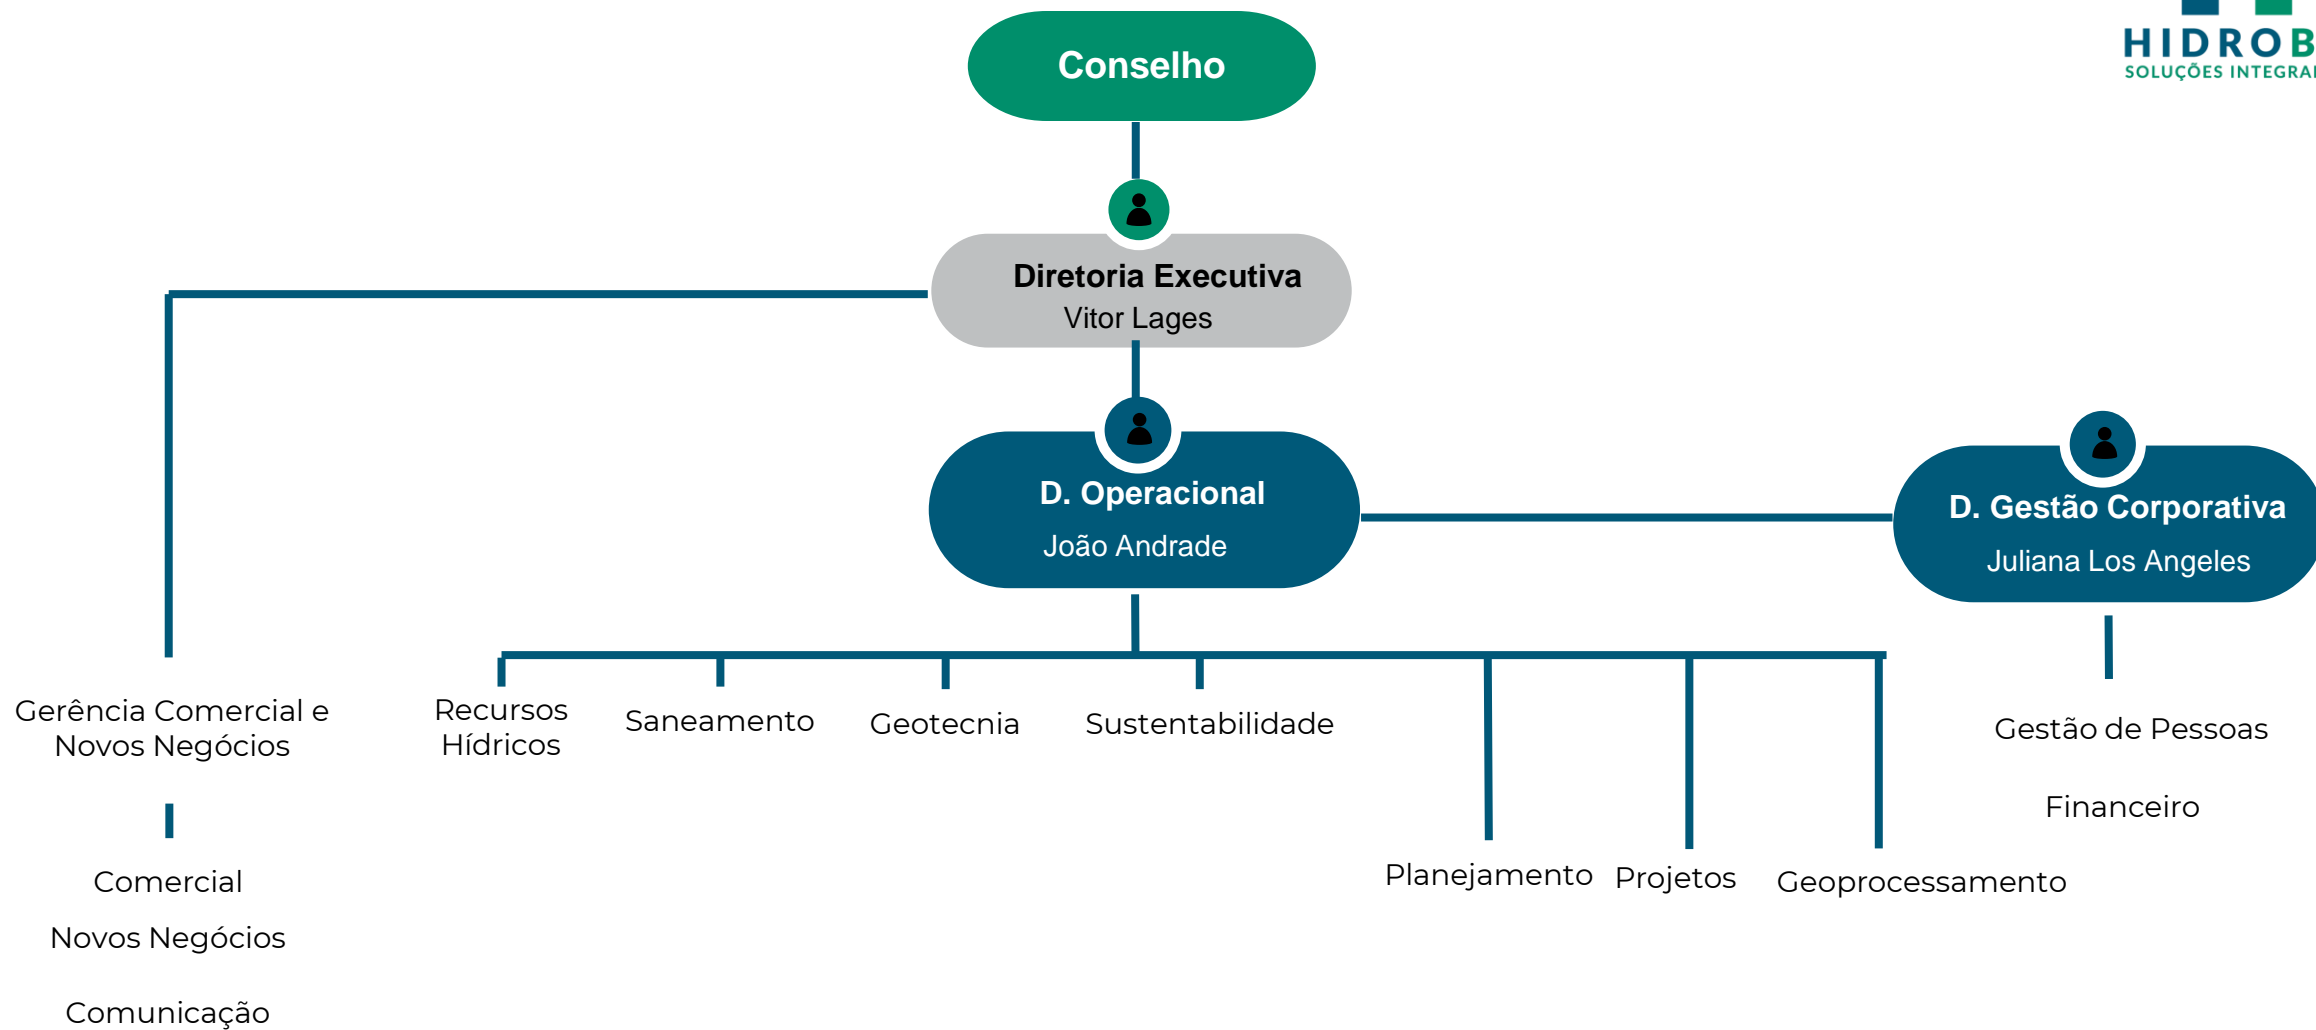 HIDROB
SOLUÇÕES INTEGRA
Conselho
Diretoria Executiva
Vitor Lages
D. Operacional
João Andrade
D. Gestão Corporativa
Juliana Los Angeles
Gerência Comercial e
Novos Negócios
Recursos
Hídricos
Saneamento
Geotecnia
Sustentabilidade
Gestão de Pessoas
Financeiro
Planejamento
Projetos
Geoprocessamento
Comercial
Novos Negócios
Comunicação